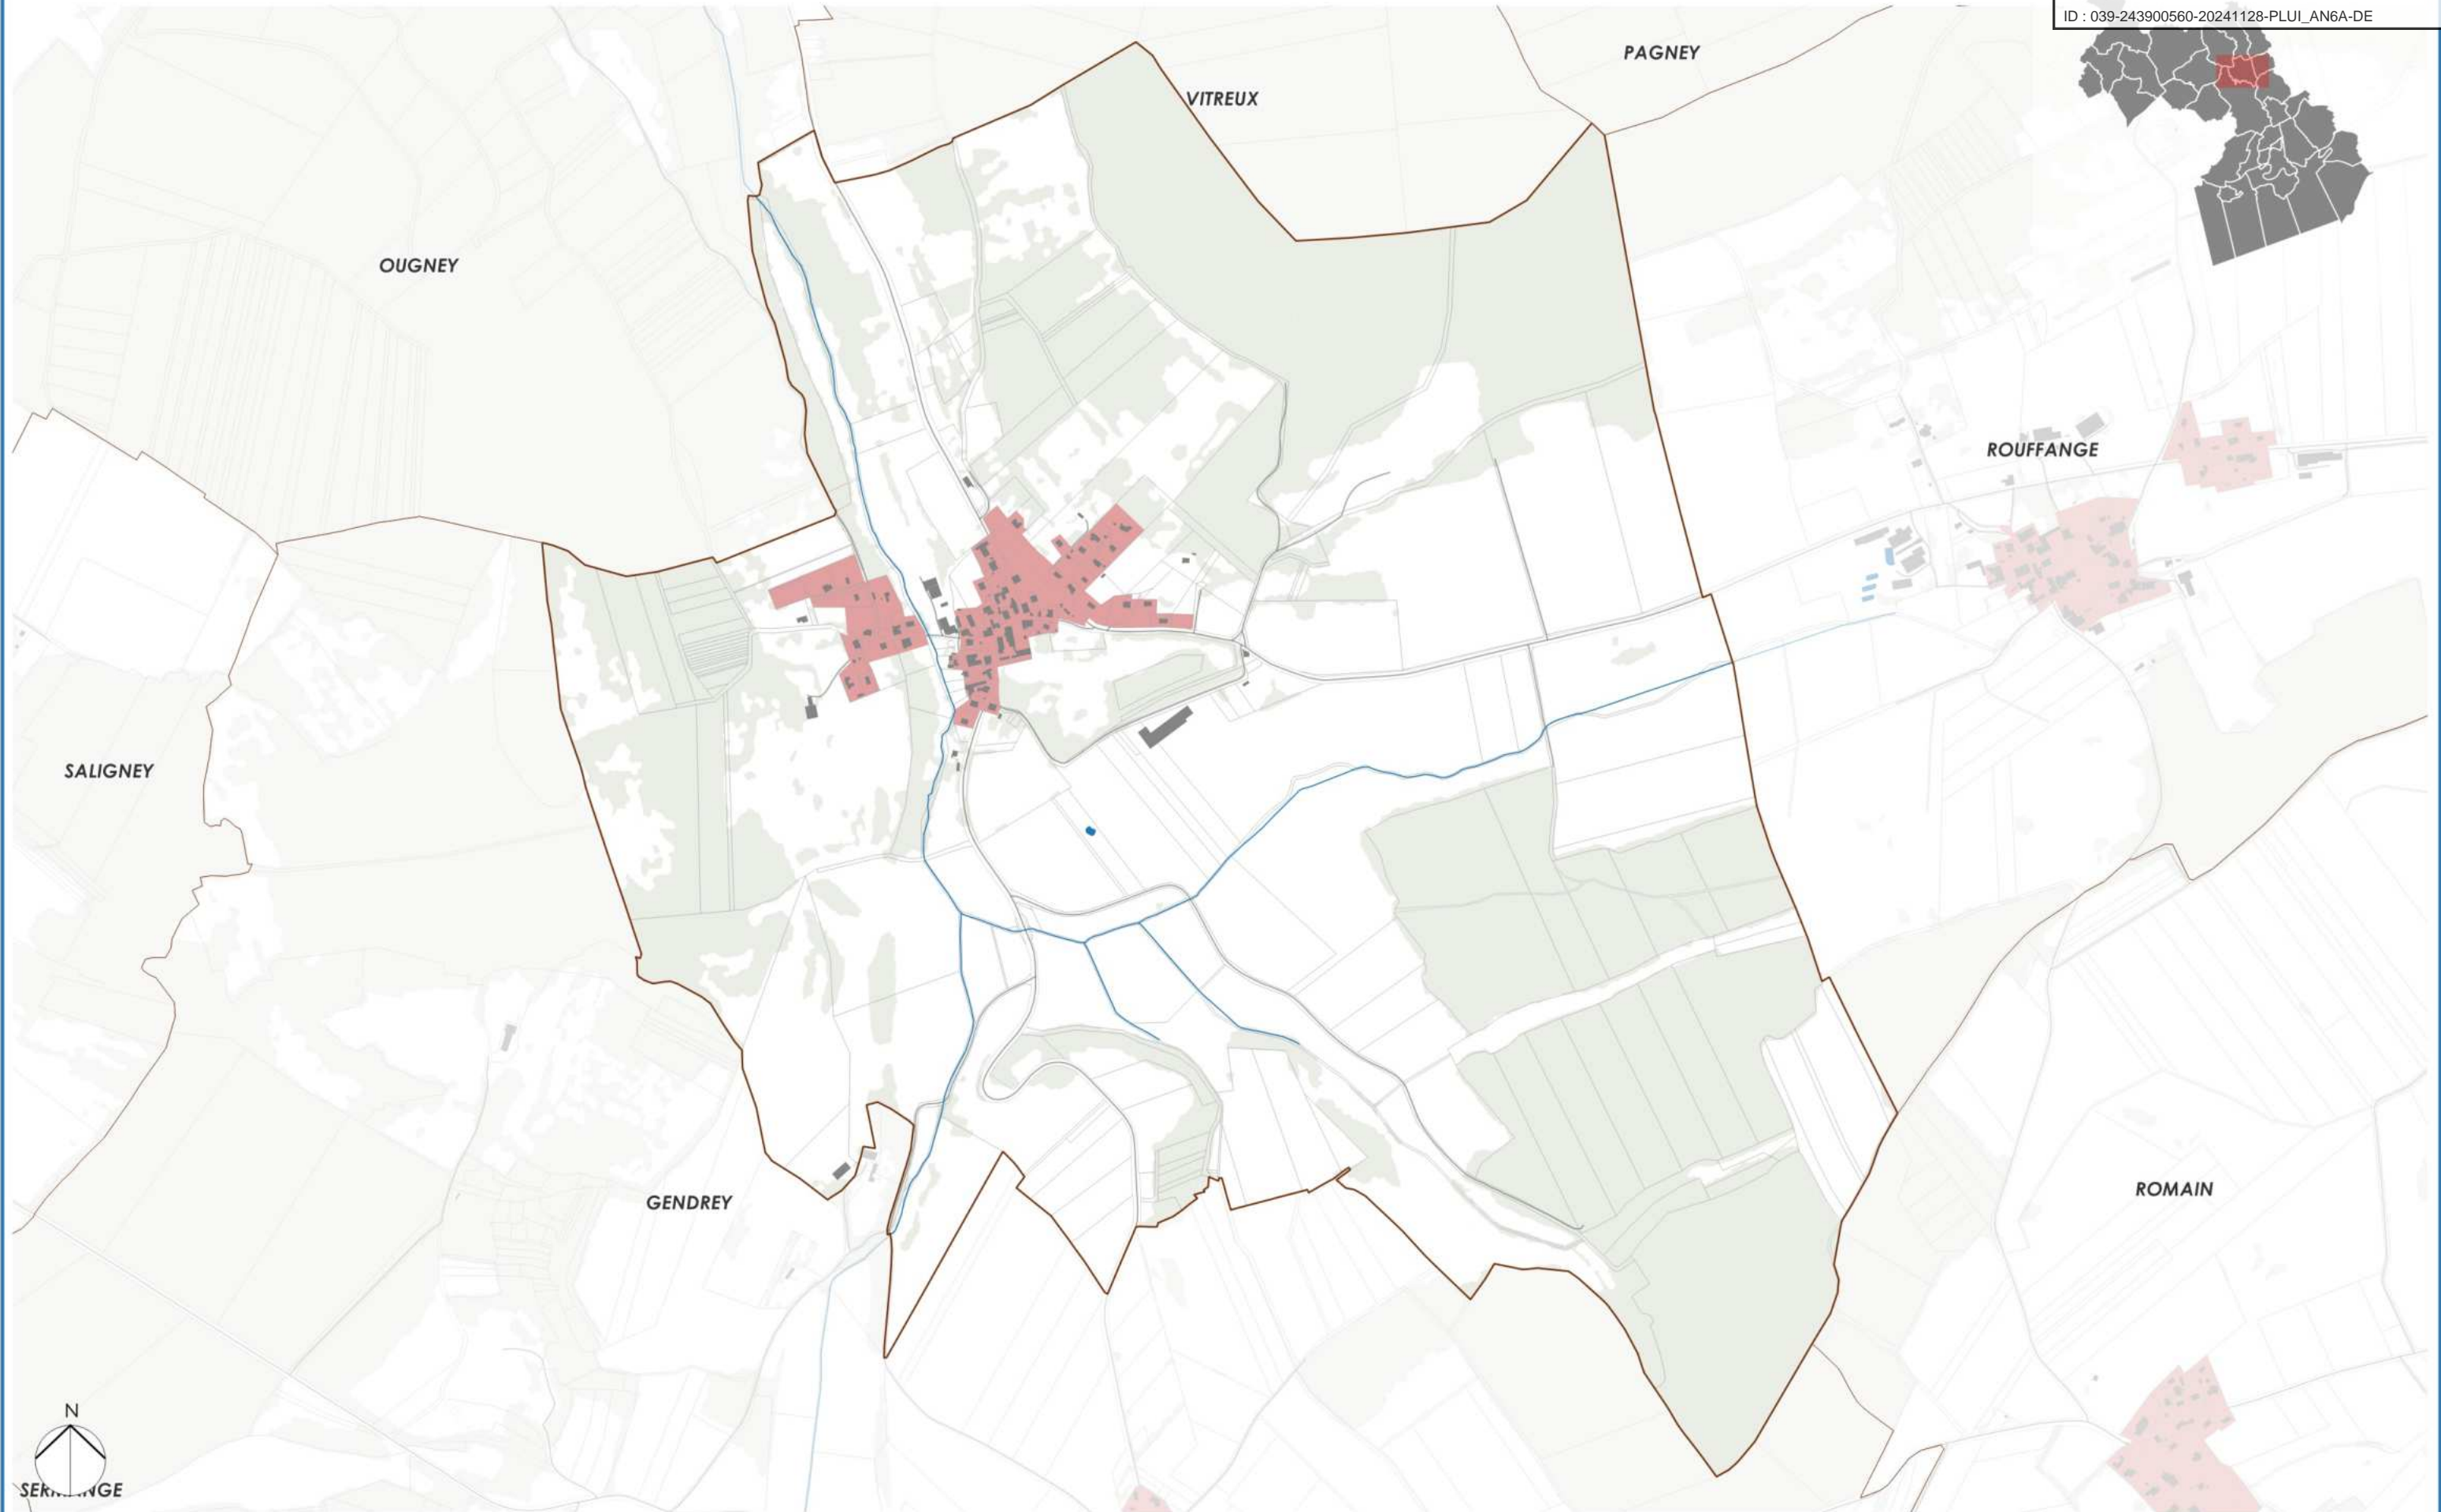 ID : 039-243900560-20241128-PLUI_AN6A-DE
PAGNEY
VITREUX
OUGNEY
ROUFFANGE
SALIGNEY
ROMAIN
GENDREY
N